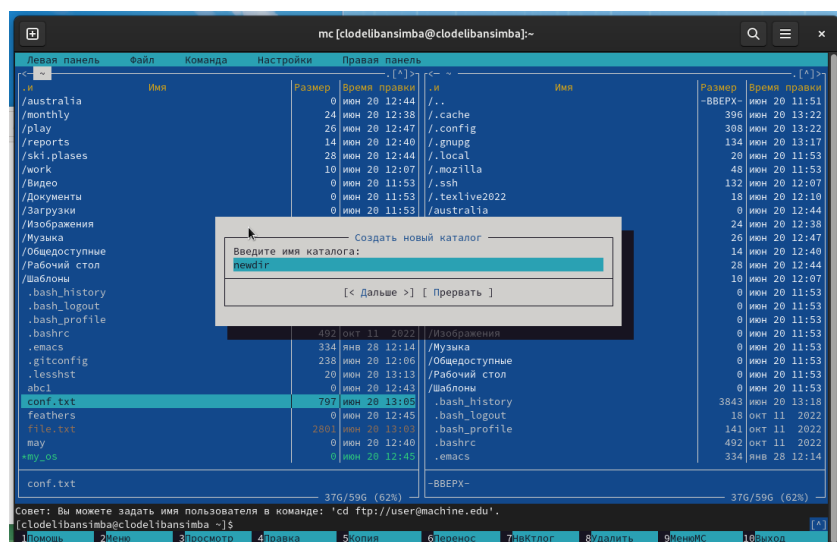 mc [clodelibansimba@clodelibansimba]:~
Левая панель Файл Команда Настройки Правая панель
<— ~ .[^]> <— ~ .[^]>
.и Имя Размер Время правки .и Имя Размер Время правки
/australia 0 июн 20 12:44 /.. -ВВЕРХ- июн 20 11:51
/monthly 24 июн 20 12:38 /.cache 396 июн 20 13:22
/play 26 июн 20 12:47 /.config 308 июн 20 13:22
/reports 14 июн 20 12:40 /.gnupg 134 июн 20 13:17
/ski.plases 28 июн 20 12:44 /.local 20 июн 20 11:53
/work 10 июн 20 12:07 /.mozilla 48 июн 20 11:53
/Видео 0 июн 20 11:53 /.ssh 132 июн 20 12:07
/Документы 0 июн 20 11:53 /.texlive2022 18 июн 20 12:10
/Загрузки 0 июн 20 11:53 /australia 0 июн 20 12:44
/Изображения 24 июн 20 12:38
/Музыка 26 июн 20 12:47
/Общедоступные 14 июн 20 12:40
/Рабочий стол 28 июн 20 12:44
/Шаблоны 10 июн 20 12:07
Создать новый каталог
Введите имя каталога:
newdir
[< Дальше >] [ Прервать ]
.bash_history 0 июн 20 11:53
.bash_logout 0 июн 20 11:53
.bash_profile 0 июн 20 11:53
.bashrc 492 окт 11 2022 /Изображения 0 июн 20 11:53
.emacs 334 янв 28 12:14 /Музыка 0 июн 20 11:53
.gitconfig 238 июн 20 12:06 /Общедоступные 0 июн 20 11:53
.lesshst 20 июн 20 13:13 /Рабочий стол 0 июн 20 11:53
abc1 0 июн 20 12:43 /Шаблоны 0 июн 20 11:53
conf.txt 797 июн 20 13:05 .bash_history 3843 июн 20 13:18
feathers 0 июн 20 12:45 .bash_logout 18 окт 11 2022
file.txt 2801 июн 20 13:03 .bash_profile 141 окт 11 2022
may 0 июн 20 12:40 .bashrc 492 окт 11 2022
*my_os 0 июн 20 12:45 .emacs 334 янв 28 12:14
conf.txt -ВВЕРХ-
37G/59G (62%) 37G/59G (62%)
Совет: Вы можете задать имя пользователя в команде: 'cd ftp://user@machine.edu'.
[clodelibansimba@clodelibansimba ~]$ [^]
1Помощь 2Меню 3Просмотр 4Правка 5Копия 6Перенос 7НвКтлог 8Удалить 9МенюМС 10Выход